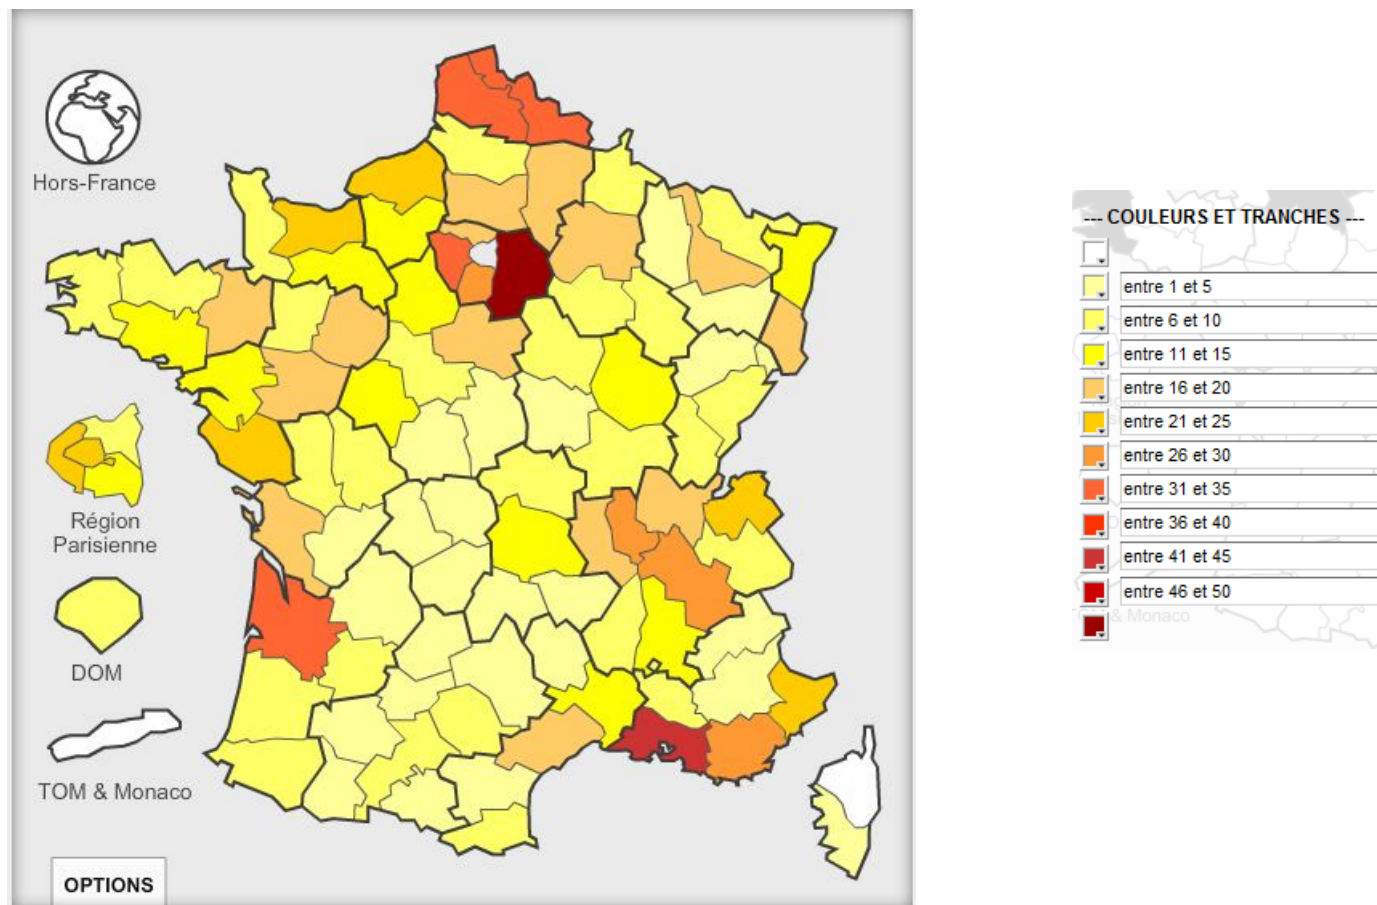 Hors-France
Région
Parisienne
DOM
TOM & Monaco
OPTIONS
--- COULEURS ET TRANCHES ---
entre 1 et 5
entre 6 et 10
entre 11 et 15
entre 16 et 20
entre 21 et 25
entre 26 et 30
entre 31 et 35
entre 36 et 40
entre 41 et 45
entre 46 et 50
& Monaco